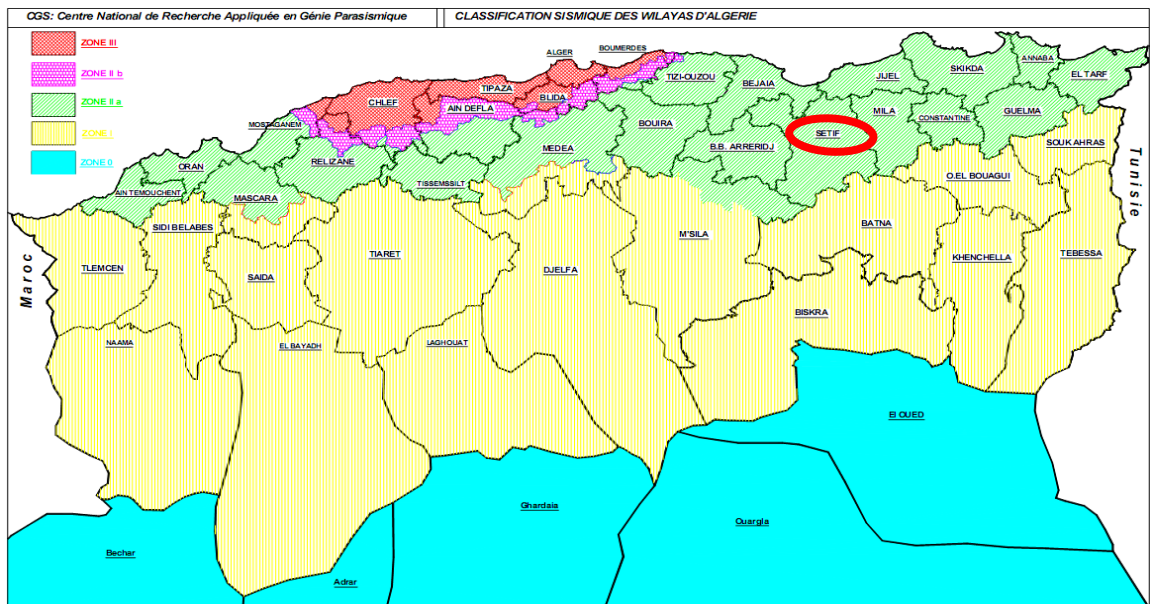 CGS: Centre National de Recherche Appliquée en Génie Parasismique
CLASSIFICATION SISMIQUE DES WILAYAS D'ALGERIE
ZONE III
ZONE II b
ZONE II a
ZONE I
ZONE 0
ALGER
BOUMERDES
TIPAZA
BLIDA
CHLEF
AIN DEFLA
TIZI-OUZOU
BEJAIA
JIJEL
SKIKDA
ANNABA
EL TARF
MOSTAGANEM
BOUIRA
MILA
CONSTANTINE
GUELMA
SETIF
ORAN
RELIZANE
MEDEA
B.B. ARRERIDJ
SOUK AHRAS
Tunisie
AIN TEMOUCHENT
MASCARA
TISSEMSSILT
O.EL BOUAGUI
SIDI BELABES
M'SILA
BATNA
Maroc
TLEMCEN
SAIDA
TIARET
DJELFA
KHENCHELLA
TEBESSA
BISKRA
NAAMA
EL BAYADH
LAGHOUAT
El OUED
Ghardaia
Ouargla
Bechar
Adrar